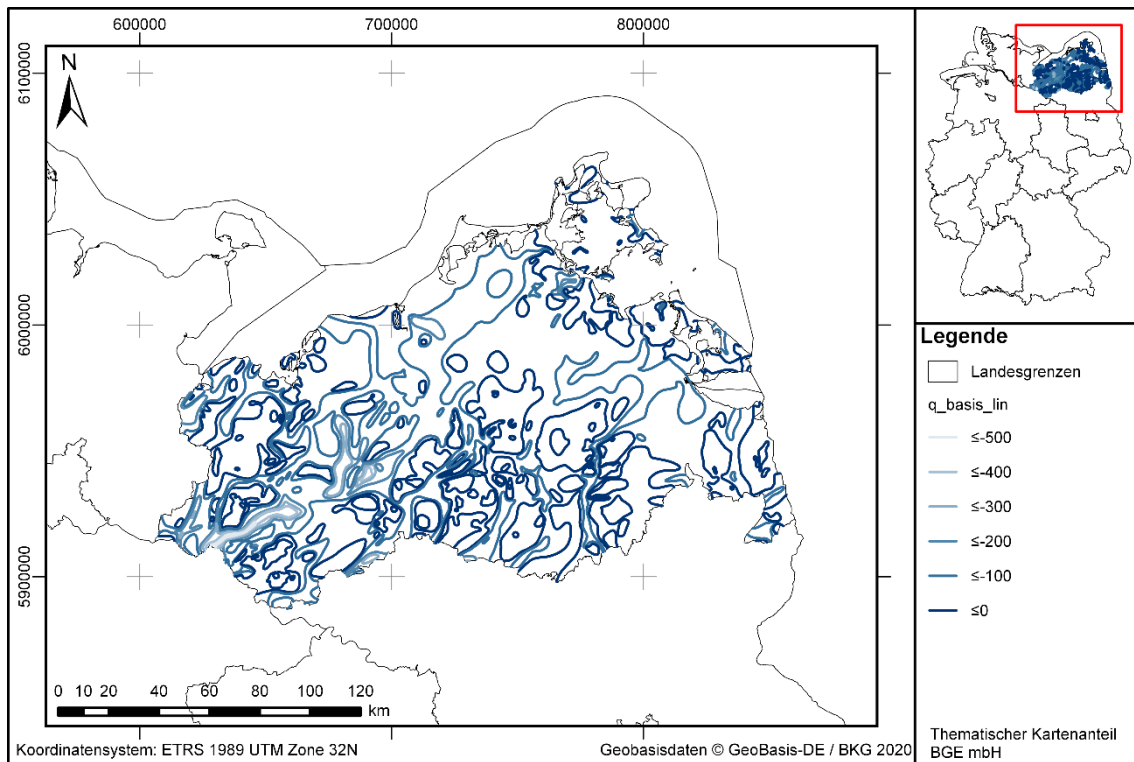 600000 700000 800000
N
6100000
6000000
5900000
0 10 20 40 60 80 100 120
km
Koordinatensystem: ETRS 1989 UTM Zone 32N
Geobasisdaten © GeoBasis-DE / BKG 2020
Legende
Landesgrenzen
q_basis_lin
≤-500
≤-400
≤-300
≤-200
≤-100
≤0
Thematischer Kartenanteil
BGE mbH